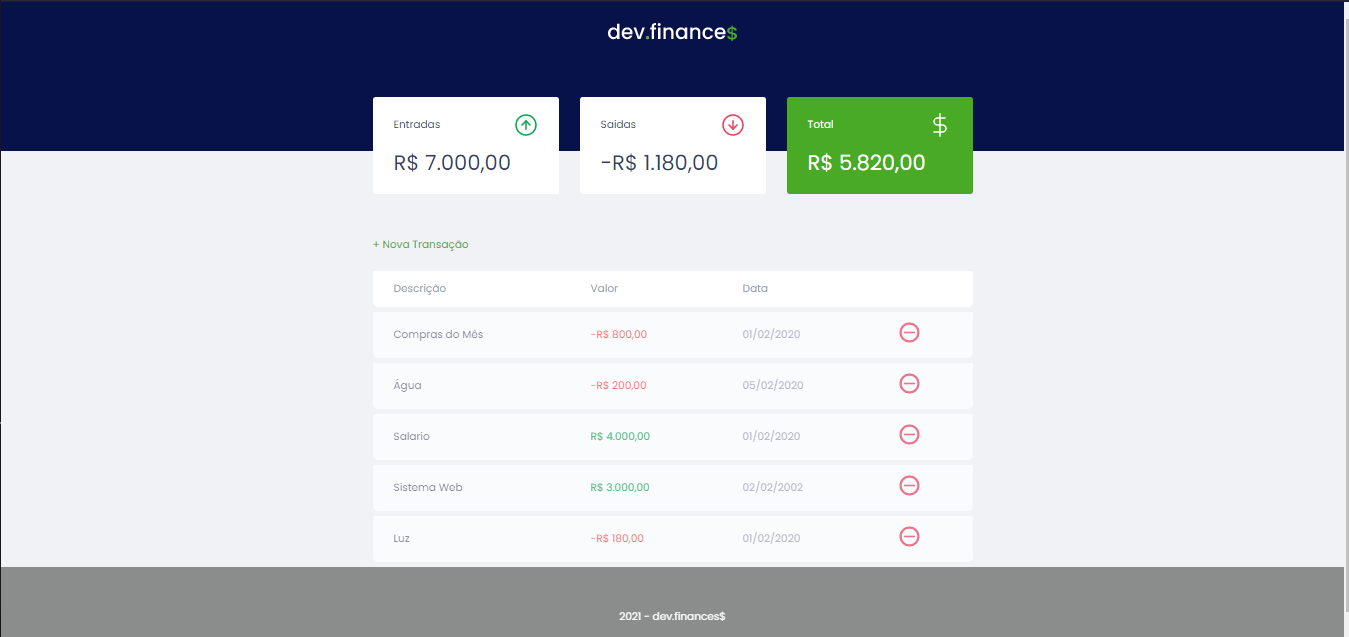 dev.finance$
Entradas
R$ 7.000,00
Saídas
-R$ 1.180,00
Total
$
R$ 5.820,00
+ Nova Transação
Descrição Valor Data
Compras do Mês -R$ 800,00 01/02/2020
Água -R$ 200,00 05/02/2020
Salario R$ 4.000,00 01/02/2020
Sistema Web R$ 3.000,00 02/02/2002
Luz -R$ 180,00 01/02/2020
2021 - dev.finances$